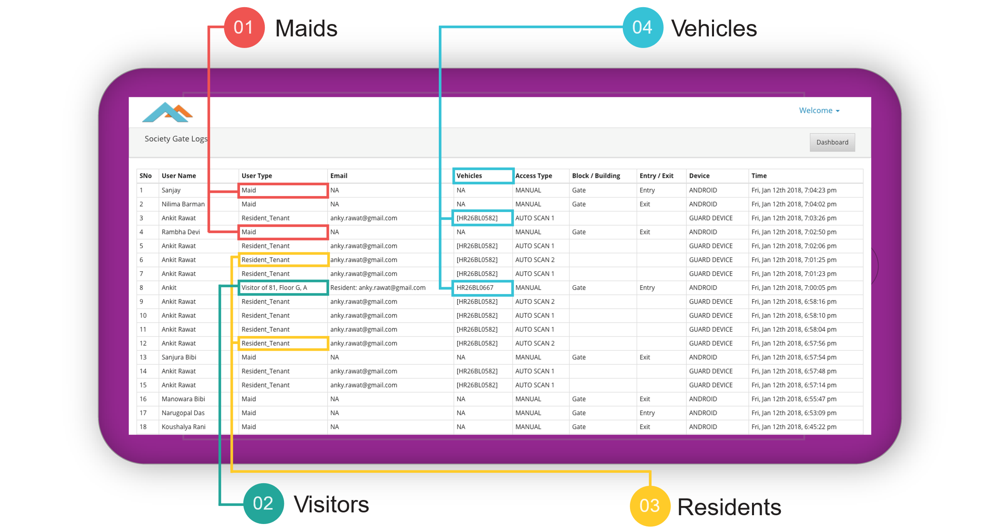 01 Maids
04 Vehicles
Welcome
Society Gate Logs
Dashboard
SNo User Name User Type Email Vehicles Access Type Block / Building Entry / Exit Device Time
1 Sanjay Maid NA NA MANUAL Gate Entry ANDROID Fri, Jan 12th 2018, 7:04:23 pm
2 Nilima Barman Maid NA NA MANUAL Gate Exit ANDROID Fri, Jan 12th 2018, 7:04:02 pm
3 Ankit Rawat Resident_Tenant anky.rawat@gmail.com [HR26BL0582] AUTO SCAN 1 GUARD DEVICE Fri, Jan 12th 2018, 7:03:26 pm
4 Rambha Devi Maid NA NA MANUAL Gate Exit ANDROID Fri, Jan 12th 2018, 7:02:50 pm
5 Ankit Rawat Resident_Tenant anky.rawat@gmail.com [HR26BL0582] AUTO SCAN 1 GUARD DEVICE Fri, Jan 12th 2018, 7:02:06 pm
6 Ankit Rawat Resident_Tenant anky.rawat@gmail.com [HR26BL0582] AUTO SCAN 2 GUARD DEVICE Fri, Jan 12th 2018, 7:01:25 pm
7 Ankit Rawat Resident_Tenant anky.rawat@gmail.com [HR26BL0582] AUTO SCAN 1 GUARD DEVICE Fri, Jan 12th 2018, 7:01:23 pm
8 Ankit Visitor of 81, Floor G, A Resident: anky.rawat@gmail.com HR26BL0667 MANUAL Gate Entry ANDROID Fri, Jan 12th 2018, 7:00:05 pm
9 Ankit Rawat Resident_Tenant anky.rawat@gmail.com [HR26BL0582] AUTO SCAN 2 GUARD DEVICE Fri, Jan 12th 2018, 6:58:16 pm
10 Ankit Rawat Resident_Tenant anky.rawat@gmail.com [HR26BL0582] AUTO SCAN 1 GUARD DEVICE Fri, Jan 12th 2018, 6:58:10 pm
11 Ankit Rawat Resident_Tenant anky.rawat@gmail.com [HR26BL0582] AUTO SCAN 1 GUARD DEVICE Fri, Jan 12th 2018, 6:58:04 pm
12 Ankit Rawat Resident_Tenant anky.rawat@gmail.com [HR26BL0582] AUTO SCAN 2 GUARD DEVICE Fri, Jan 12th 2018, 6:57:56 pm
13 Sanjura Bibi Maid NA NA MANUAL Gate Exit ANDROID Fri, Jan 12th 2018, 6:57:54 pm
14 Ankit Rawat Resident_Tenant anky.rawat@gmail.com [HR26BL0582] AUTO SCAN 1 GUARD DEVICE Fri, Jan 12th 2018, 6:57:48 pm
15 Ankit Rawat Resident_Tenant anky.rawat@gmail.com [HR26BL0582] AUTO SCAN 1 GUARD DEVICE Fri, Jan 12th 2018, 6:57:14 pm
16 Manowara Bibi Maid NA NA MANUAL Gate Exit ANDROID Fri, Jan 12th 2018, 6:55:47 pm
17 Narugopal Das Maid NA NA MANUAL Gate Entry ANDROID Fri, Jan 12th 2018, 6:53:09 pm
18 Koushalya Rani Maid NA NA MANUAL Gate Exit ANDROID Fri, Jan 12th 2018, 6:45:22 pm
02 Visitors
03 Residents